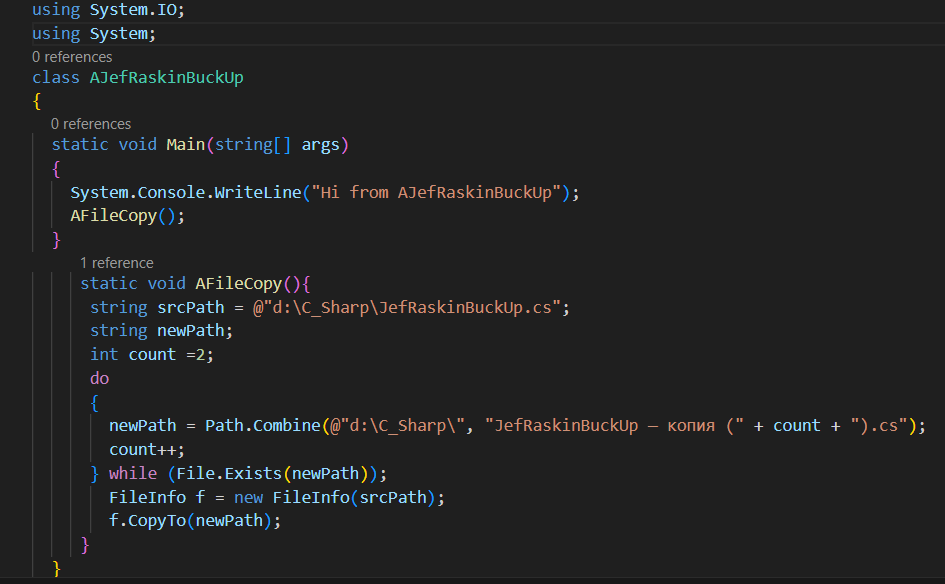 using System.IO;
using System;
0 references
class AJefRaskinBuckUp
{
0 references
static void Main(string[] args)
{
System.Console.WriteLine("Hi from AJefRaskinBuckUp");
AFileCopy();
}
1 reference
static void AFileCopy(){
string srcPath = @"d:\C_Sharp\JefRaskinBuckUp.cs";
string newPath;
int count =2;
do
{
newPath = Path.Combine(@"d:\C_Sharp\", "JefRaskinBuckUp — копия (" + count + ").cs");
count++;
} while (File.Exists(newPath));
FileInfo f = new FileInfo(srcPath);
f.CopyTo(newPath);
}
}